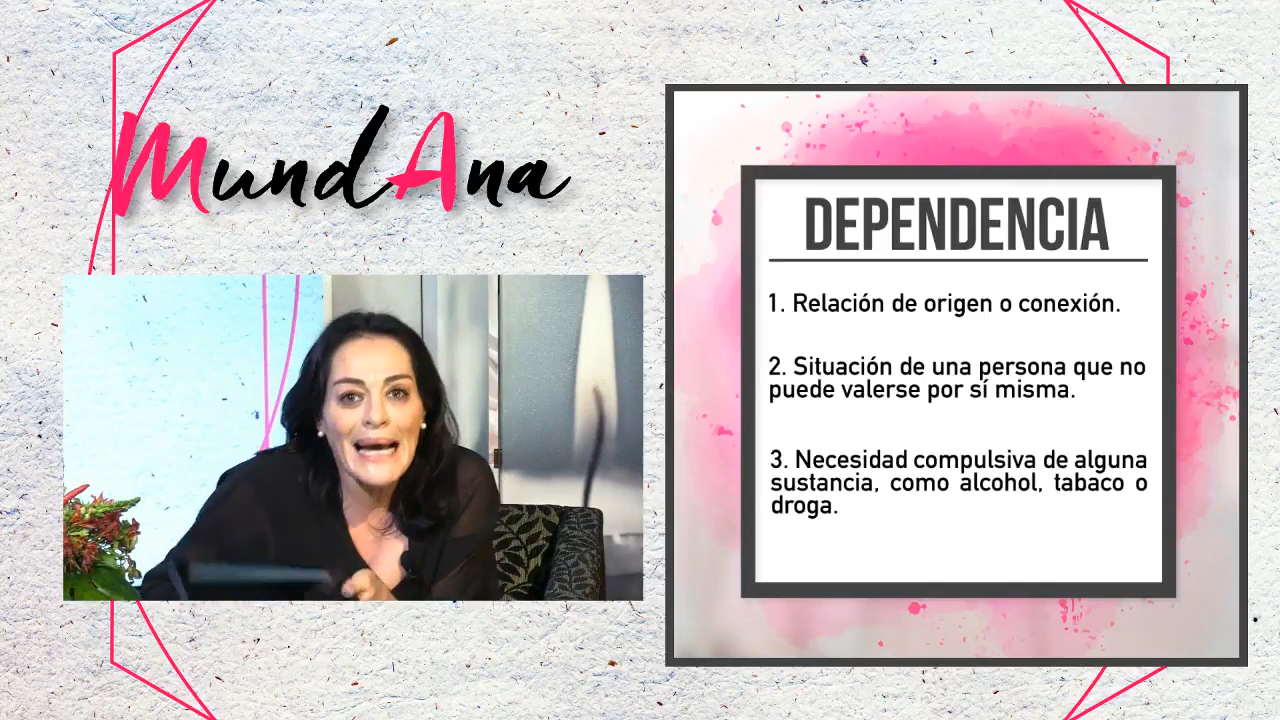 MundAna
DEPENDENCIA
1. Relación de origen o conexión.
2. Situación de una persona que no
puede valerse por sí misma.
3. Necesidad compulsiva de alguna
sustancia, como alcohol, tabaco o
droga.